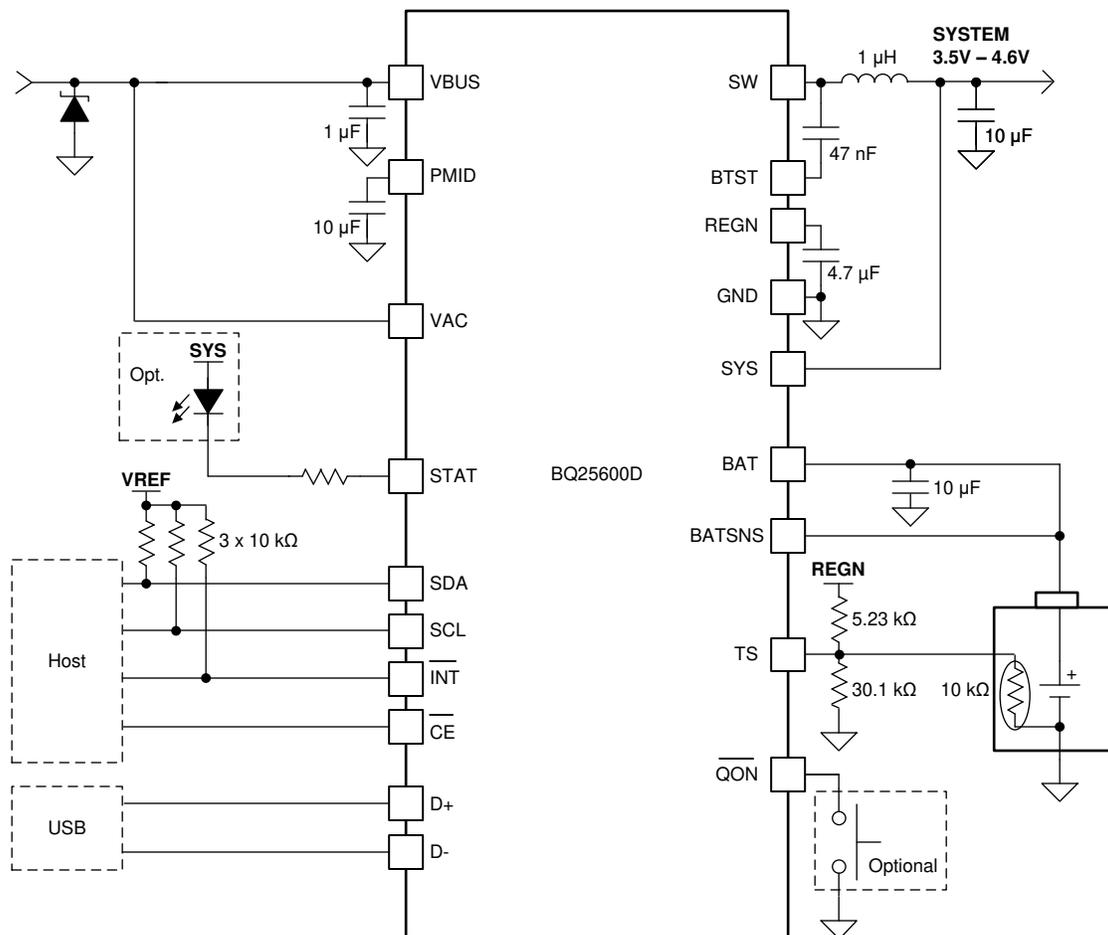 SYSTEM
3.5V – 4.6V
1 µH
VBUS
SW
1 µF
10 µF
47 nF
PMID
BTST
10 µF
REGN
4.7 µF
GND
VAC
SYS
Opt.
SYS
BAT
VREF
STAT
BQ25600D
10 µF
3 x 10 kΩ
BATSNS
REGN
SDA
5.23 kΩ
SCL
Host
TS
INT
30.1 kΩ
10 kΩ
+
CE
QON
D+
USB
D-
Optional